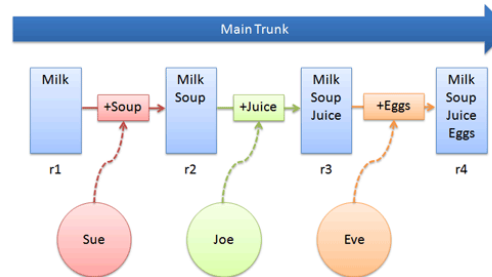 Main Trunk
Milk
+Soup
Milk
Soup
+Juice
Milk
Soup
Juice
+Eggs
Milk
Soup
Juice
Eggs
r1
r2
r3
r4
Sue
Joe
Eve